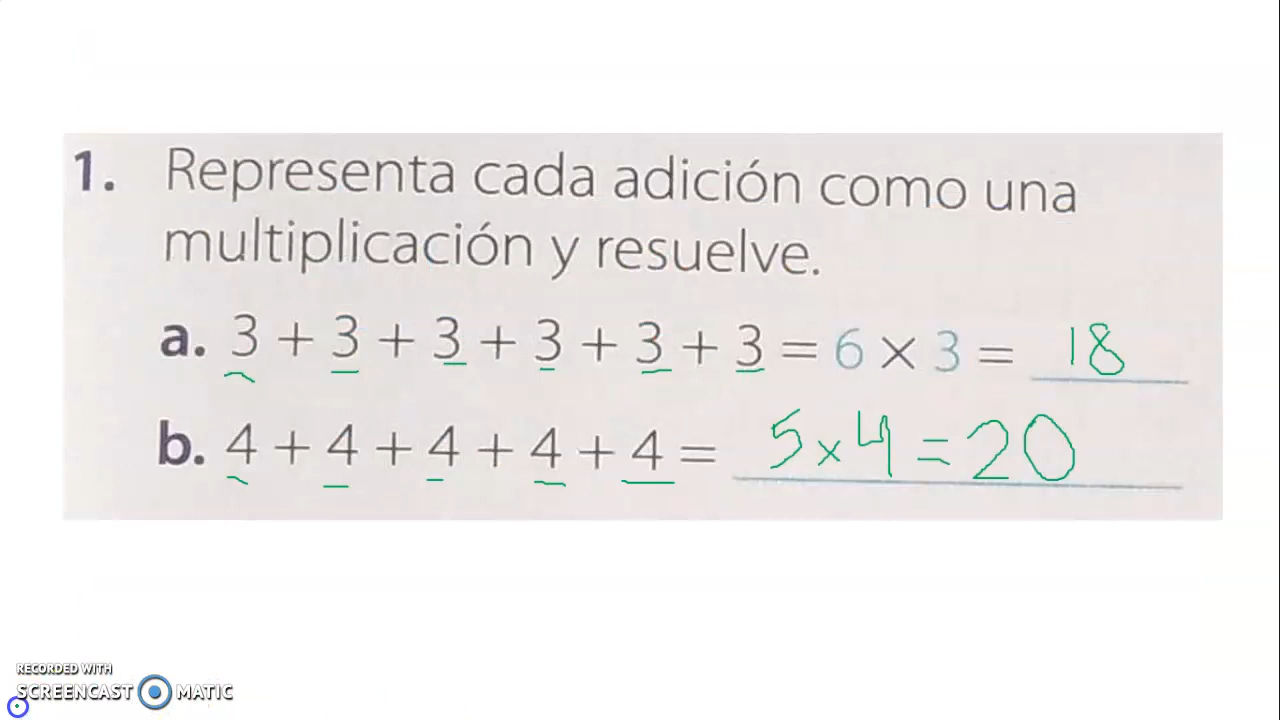 1. Representa cada adición como una
multiplicación y resuelve.
a. 3 + 3 + 3 + 3 + 3 + 3 = 6 × 3 = 18
b. 4 + 4 + 4 + 4 + 4 = 5 × 4 = 20
RECORDED WITH
SCREENCAST MATIC